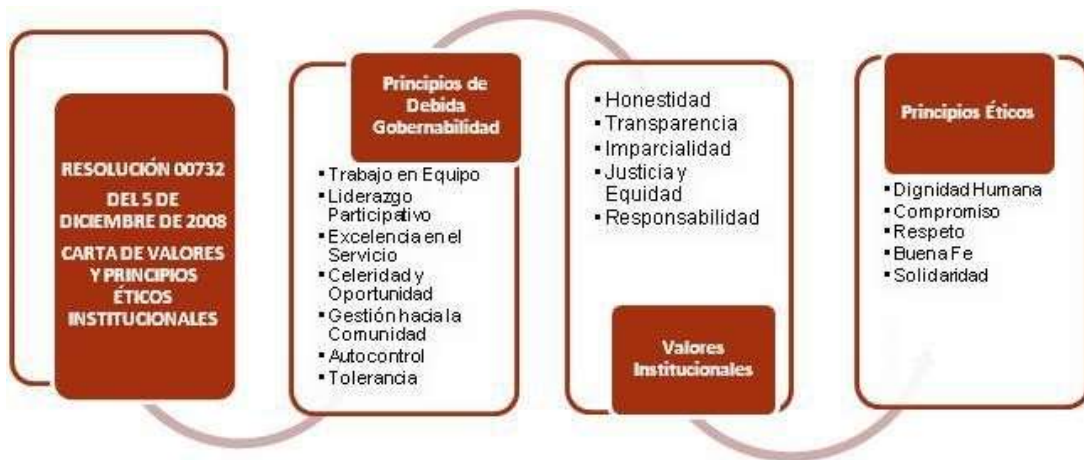 RESOLUCIÓN 00732
DEL 5 DE
DICIEMBRE DE 2008
CARTA DE VALORES
Y PRINCIPIOS
ÉTICOS
INSTITUCIONALES
Principios de
Debida
Gobernabilidad
▪ Trabajo en Equipo
▪ Liderazgo
Participativo
▪ Excelencia en el
Servicio
▪ Celeridad y
Oportunidad
▪ Gestión hacia la
Comunidad
▪ Autocontrol
▪ Tolerancia
▪ Honestidad
▪ Transparencia
▪ Imparcialidad
▪ Justicia y
Equidad
▪ Responsabilidad
Valores
Institucionales
Principios Éticos
▪ Dignidad Humana
▪ Compromiso
▪ Respeto
▪ Buena Fe
▪ Solidaridad